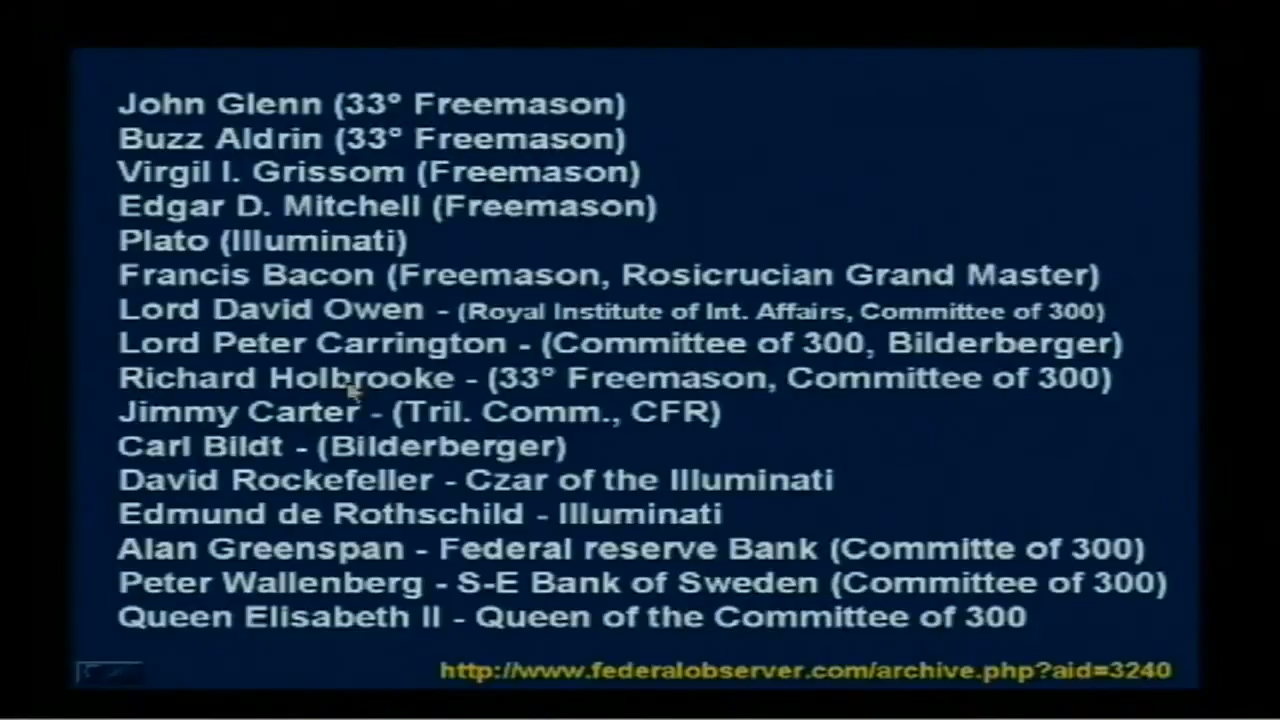 John Glenn (33° Freemason)
Buzz Aldrin (33° Freemason)
Virgil I. Grissom (Freemason)
Edgar D. Mitchell (Freemason)
Plato (Illuminati)
Francis Bacon (Freemason, Rosicrucian Grand Master)
Lord David Owen - (Royal Institute of Int. Affairs, Committee of 300)
Lord Peter Carrington - (Committee of 300, Bilderberger)
Richard Holbrooke - (33° Freemason, Committee of 300)
Jimmy Carter - (Tril. Comm., CFR)
Carl Bildt - (Bilderberger)
David Rockefeller - Czar of the Illuminati
Edmund de Rothschild - Illuminati
Alan Greenspan - Federal reserve Bank (Committe of 300)
Peter Wallenberg - S-E Bank of Sweden (Committee of 300)
Queen Elisabeth II - Queen of the Committee of 300
http://www.federalobserver.com/archive.php?aid=3240